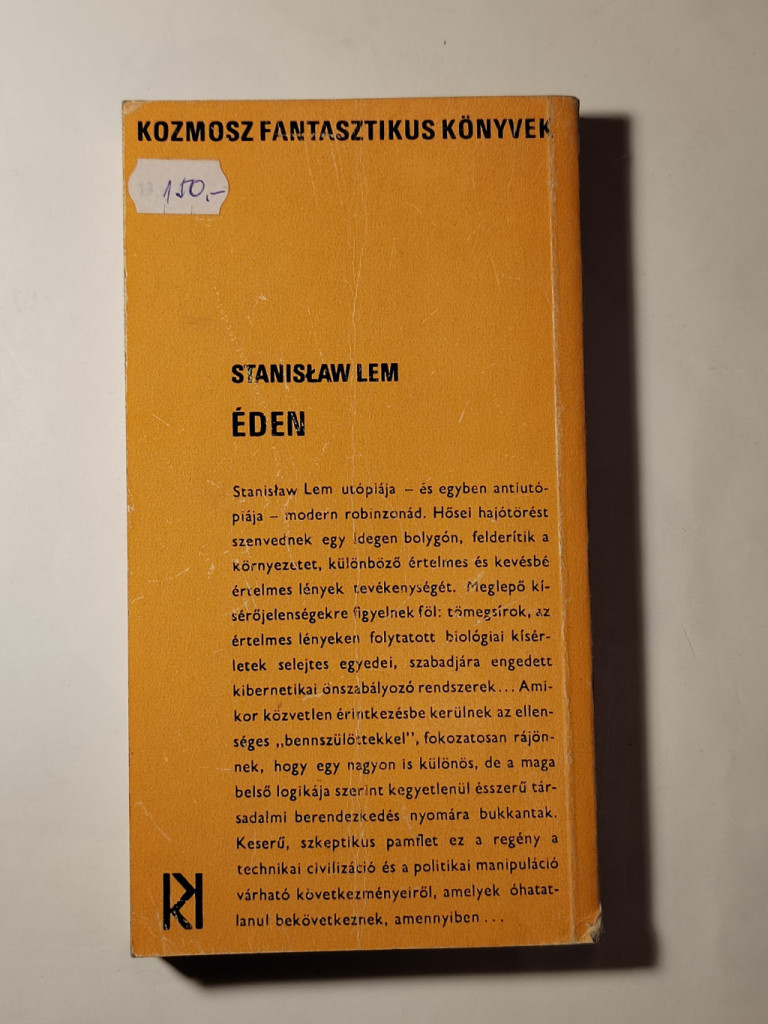 KOZMOSZ FANTASZTIKUS KÖNYVEK
150,-
STANISŁAW LEM
ÉDEN
Stanisław Lem utópiája – és egyben antiutó-
piája – modern robinzonád. Hősei hajótörést
szenvednek egy idegen bolygón, felderítik a
környezetet, különböző értelmes és kevésbé
értelmes lények tevékenységét. Meglepő kí-
sérőjelenségekre figyelnek föl: tömegsírok, az
értelmes lényeken folytatott biológiai kísér-
letek selejtes egyedei, szabadjára engedett
kibernetikai önszabályozó rendszerek... Ami-
kor közvetlen érintkezésbe kerülnek az ellen-
séges „bennszülöttekkel”, fokozatosan rájön-
nek, hogy egy nagyon is különös, de a maga
belső logikája szerint kegyetlenül ésszerű tár-
sadalmi berendezkedés nyomára bukkantak.
Keserű, szkeptikus pamflet ez a regény a
technikai civilizáció és a politikai manipuláció
várható következményeiről, amelyek óhatat-
lanul bekövetkeznek, amennyiben...